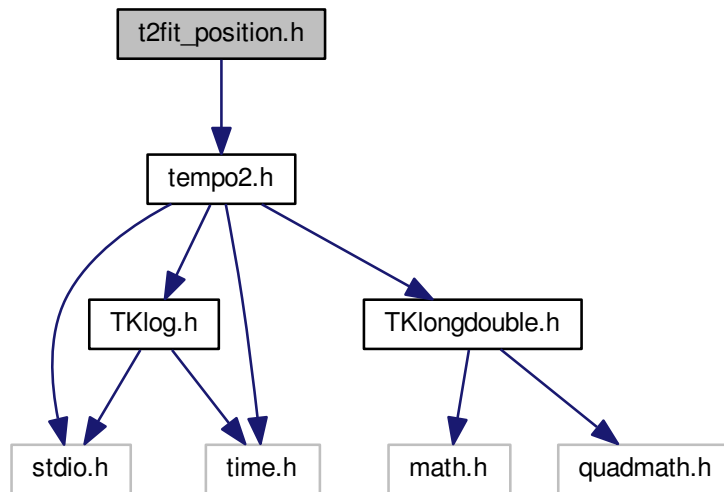 t2fit_position.h
tempo2.h
TKlog.h
TKlongdouble.h
stdio.h
time.h
math.h
quadmath.h